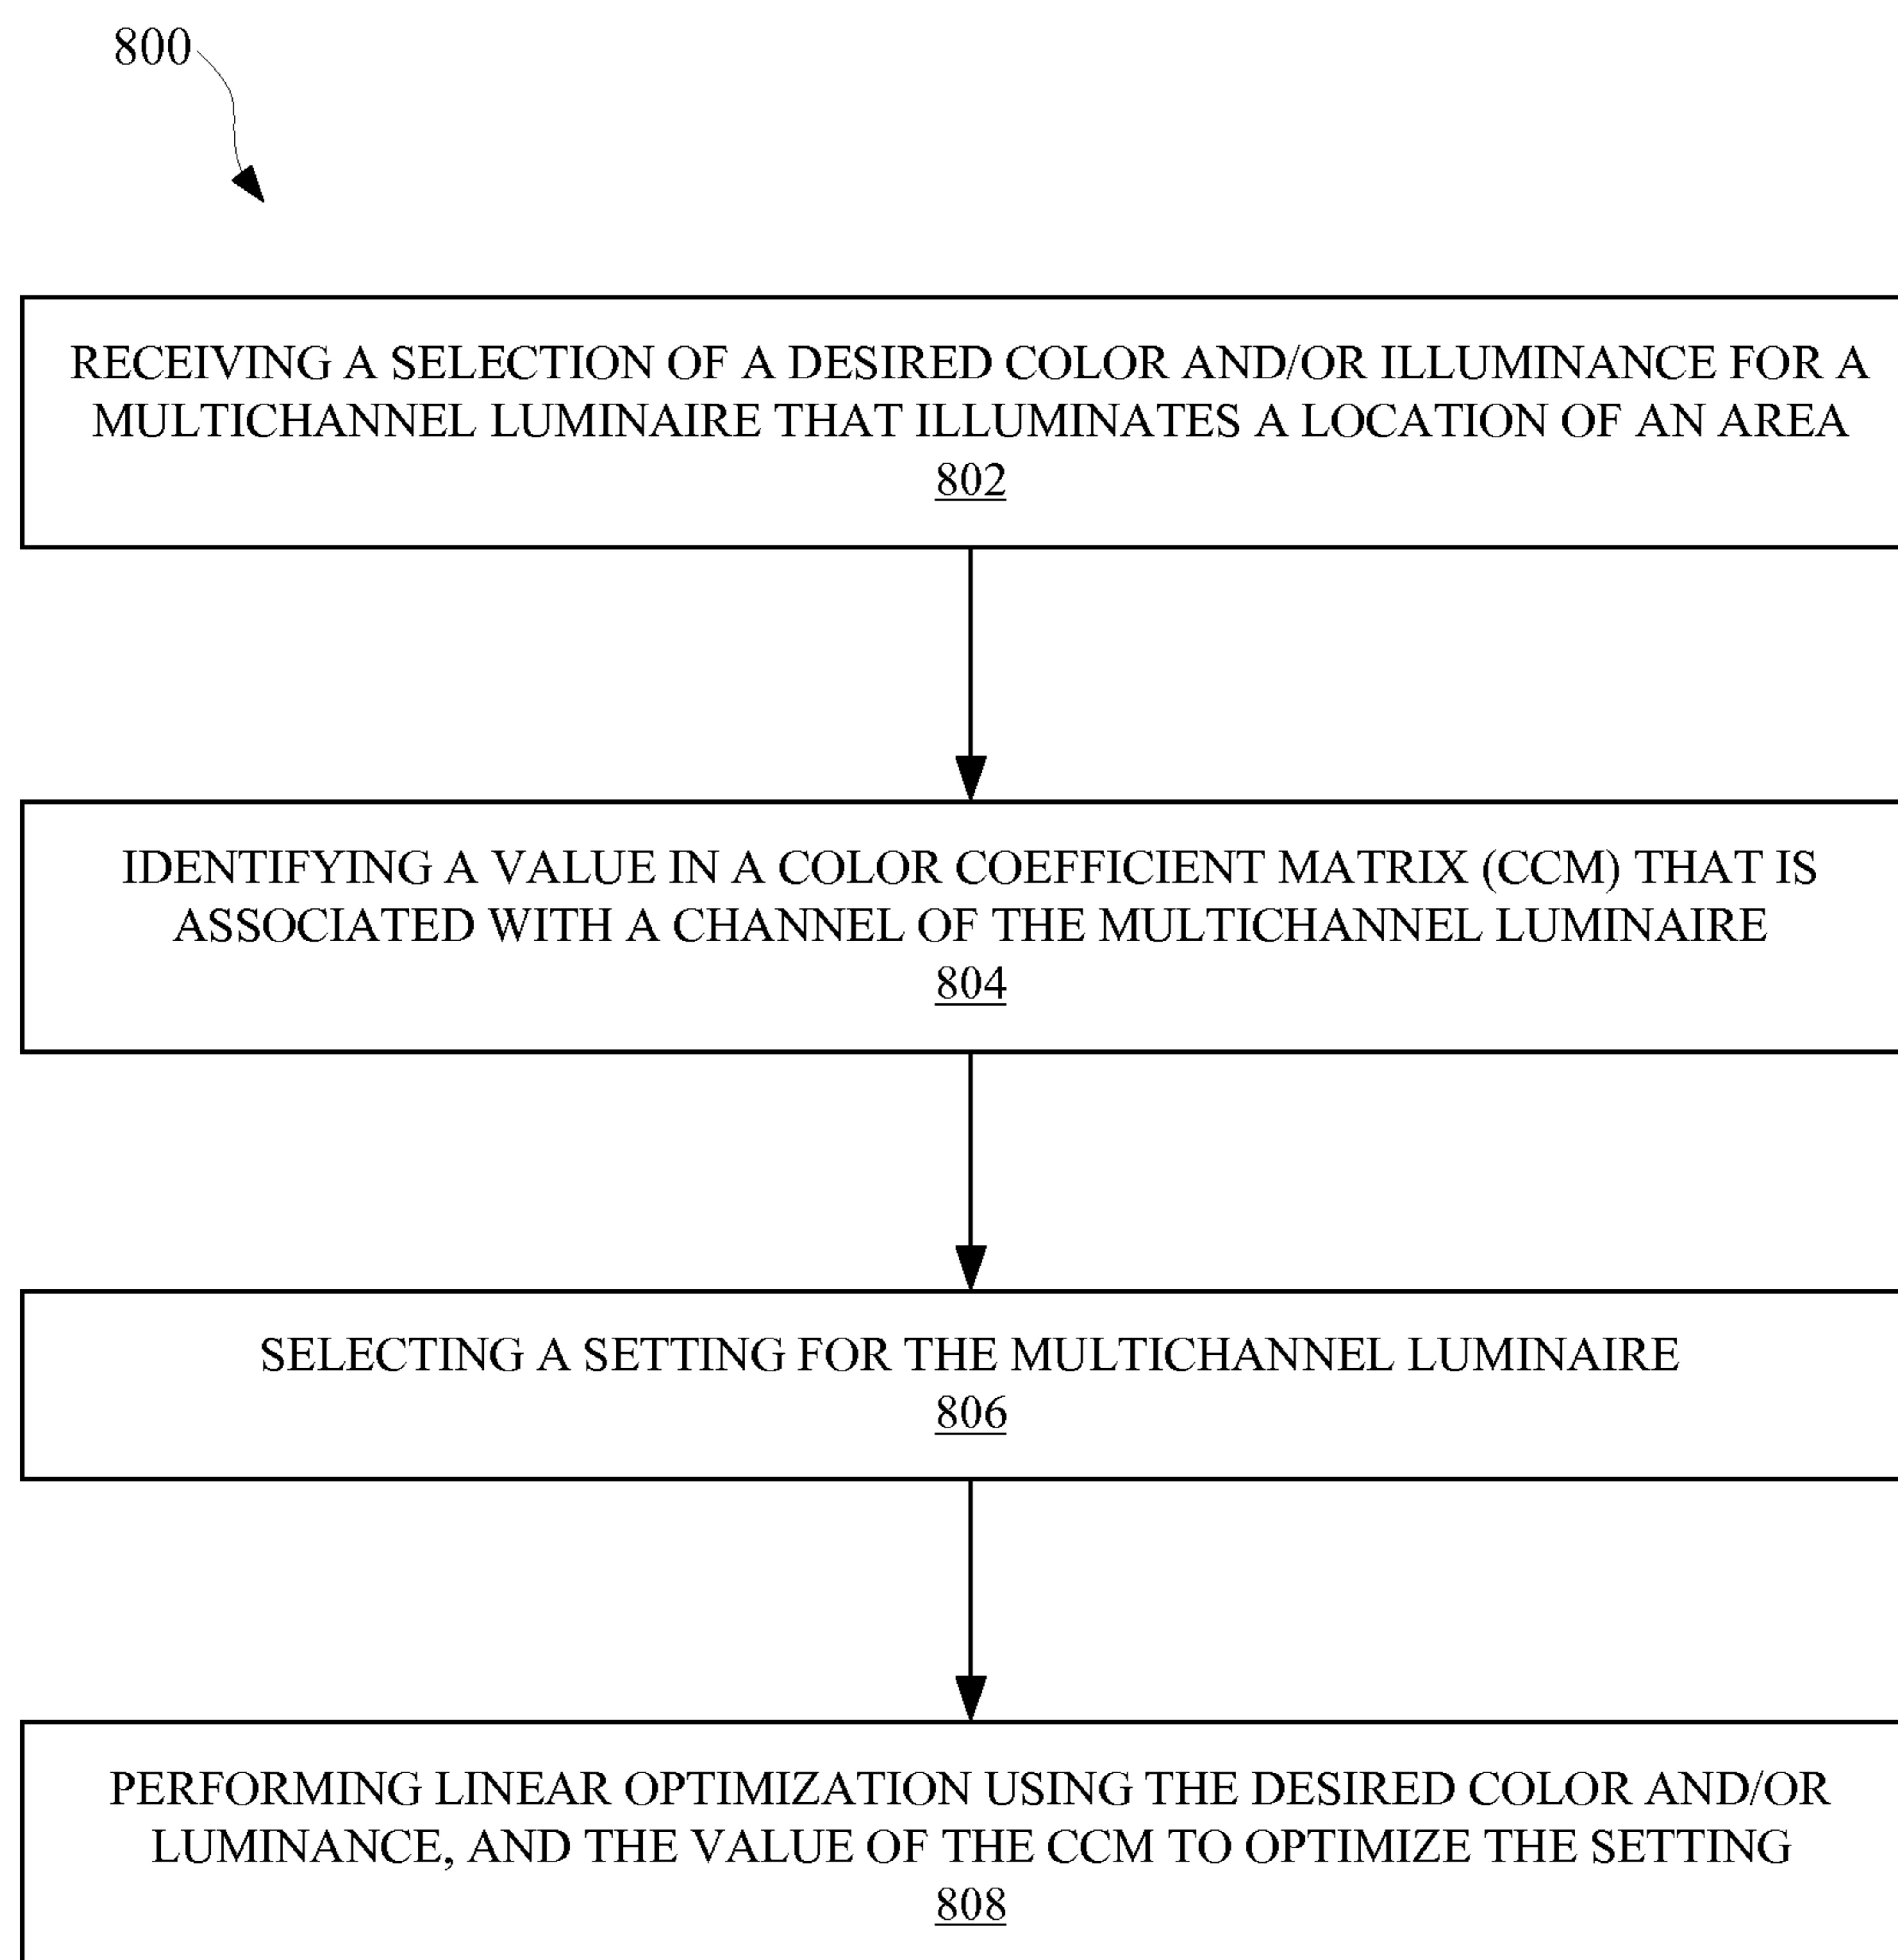 800
RECEIVING A SELECTION OF A DESIRED COLOR AND/OR ILLUMINANCE FOR A
MULTICHANNEL LUMINAIRE THAT ILLUMINATES A LOCATION OF AN AREA
802
IDENTIFYING A VALUE IN A COLOR COEFFICIENT MATRIX (CCM) THAT IS
ASSOCIATED WITH A CHANNEL OF THE MULTICHANNEL LUMINAIRE
804
SELECTING A SETTING FOR THE MULTICHANNEL LUMINAIRE
806
PERFORMING LINEAR OPTIMIZATION USING THE DESIRED COLOR AND/OR
LUMINANCE, AND THE VALUE OF THE CCM TO OPTIMIZE THE SETTING
808